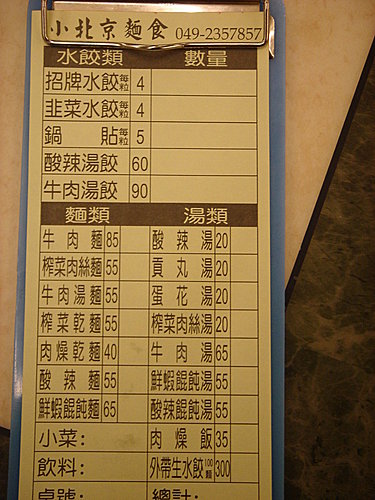 小北京麵食 049-2357857
水餃類 數量
招牌水餃 每粒 4
韭菜水餃 每粒 4
鍋貼 每粒 5
酸辣湯餃 60
牛肉湯餃 90
麵類 湯類
牛肉麵 85 酸辣湯 20
榨菜肉絲麵 55 貢丸湯 20
牛肉湯麵 55 蛋花湯 20
榨菜乾麵 55 榨菜肉絲湯 20
肉燥乾麵 40 牛肉湯 65
酸辣麵 55 鮮蝦餛飩湯 55
鮮蝦餛飩麵 65 酸辣餛飩湯 55
小菜: 肉燥飯 35
飲料: 外帶生水餃 100顆 300
桌號: 總計: